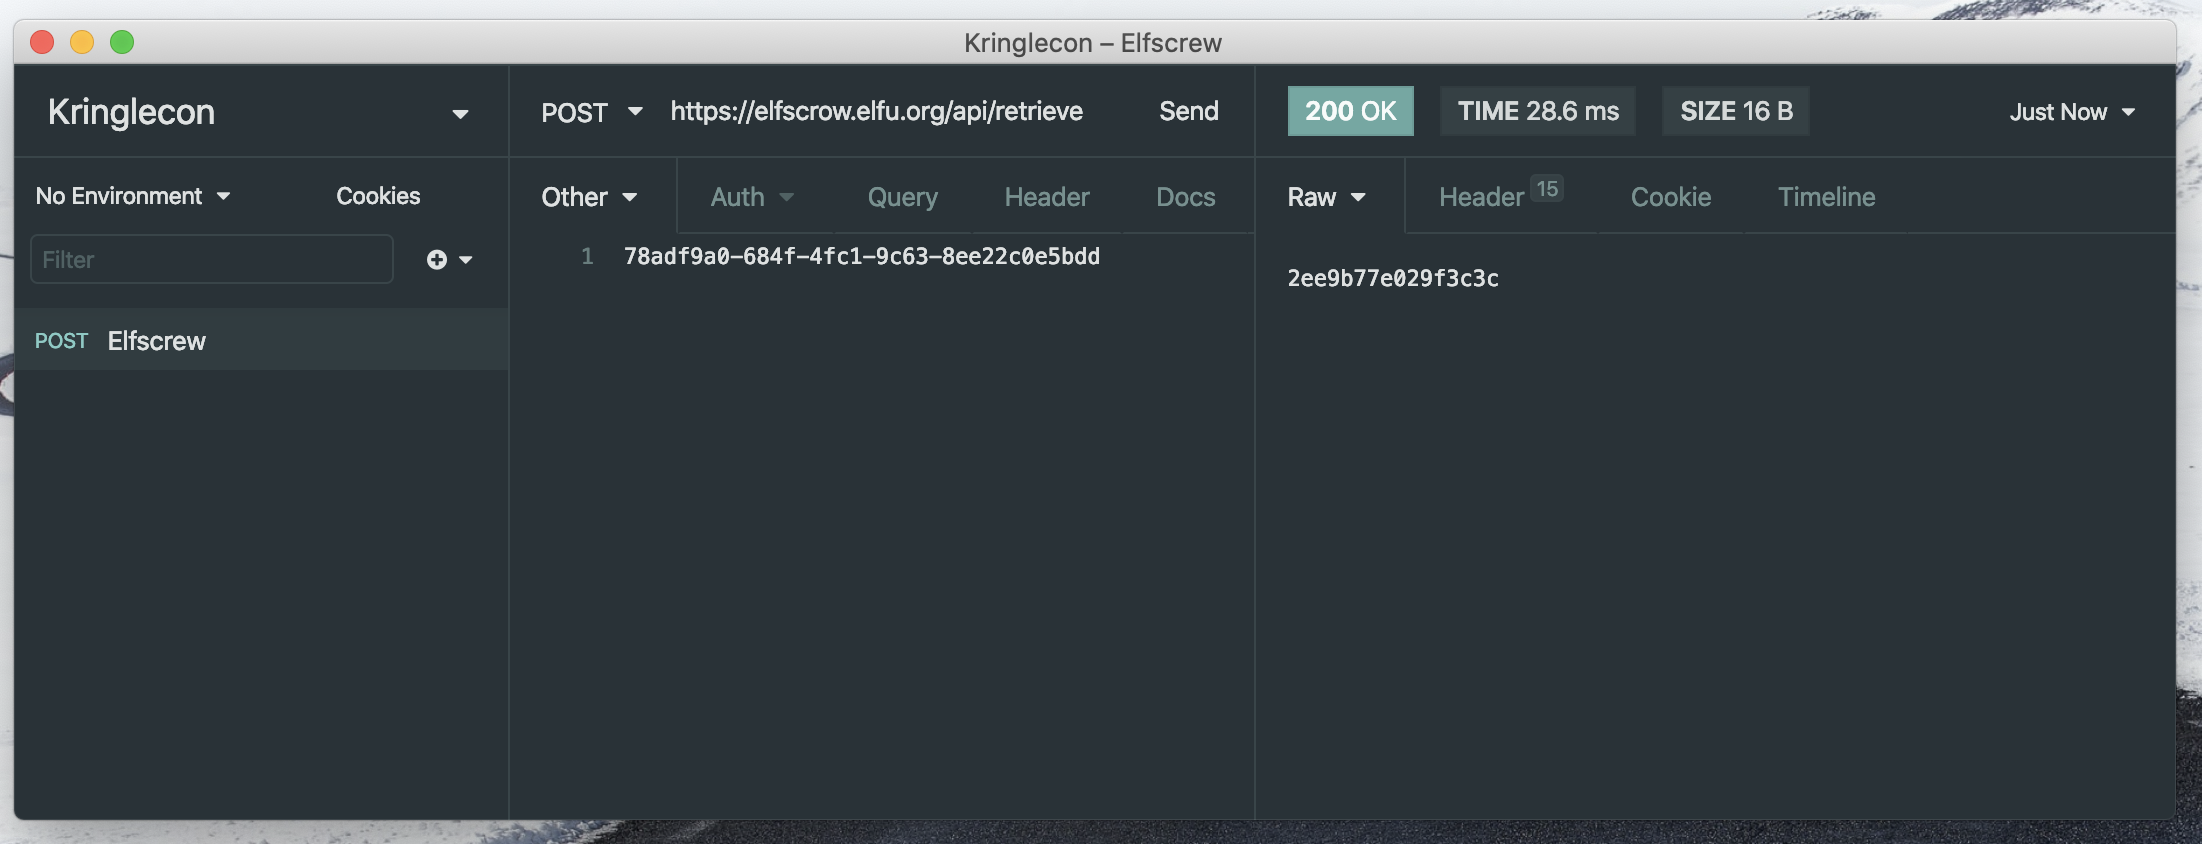 Kringlecon – Elfscrew
Kringlecon
POST https://elfscrow.elfu.org/api/retrieve Send
200 OK TIME 28.6 ms SIZE 16 B Just Now
No Environment Cookies
Other Auth Query Header Docs
Raw Header 15 Cookie Timeline
Filter
1 78adf9a0-684f-4fc1-9c63-8ee22c0e5bdd
2ee9b77e029f3c3c
POST Elfscrew